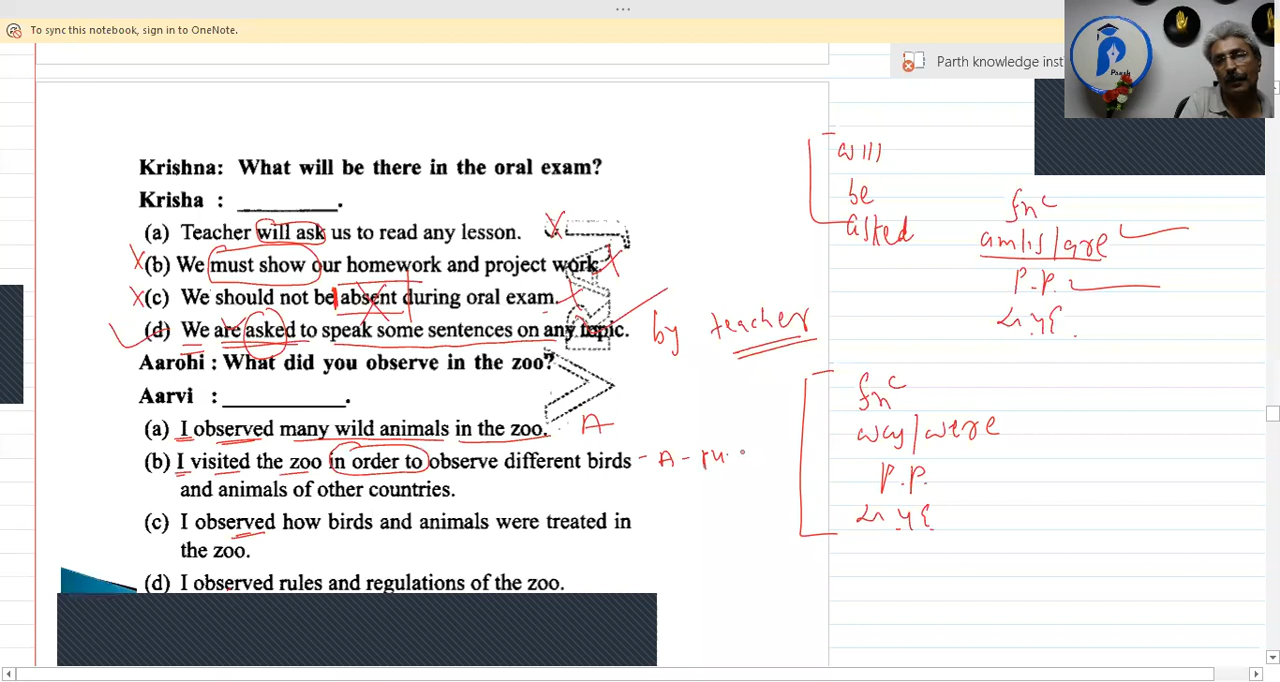 To sync this notebook, sign in to OneNote.
Parth knowledge inst
Parth
Krishna: What will be there in the oral exam?
Krisha : ________.
(a) Teacher will ask us to read any lesson.
(b) We must show our homework and project work.
(c) We should not be absent during oral exam.
(d) We are asked to speak some sentences on any topic.
by teacher
Aarohi : What did you observe in the zoo?
Aarvi : __________.
(a) I observed many wild animals in the zoo.
A
(b) I visited the zoo in order to observe different birds
- A -
and animals of other countries.
(c) I observed how birds and animals were treated in
the zoo.
(d) I observed rules and regulations of the zoo.
will
be
asked
am/is/are
P.P.
was/were
P.P.